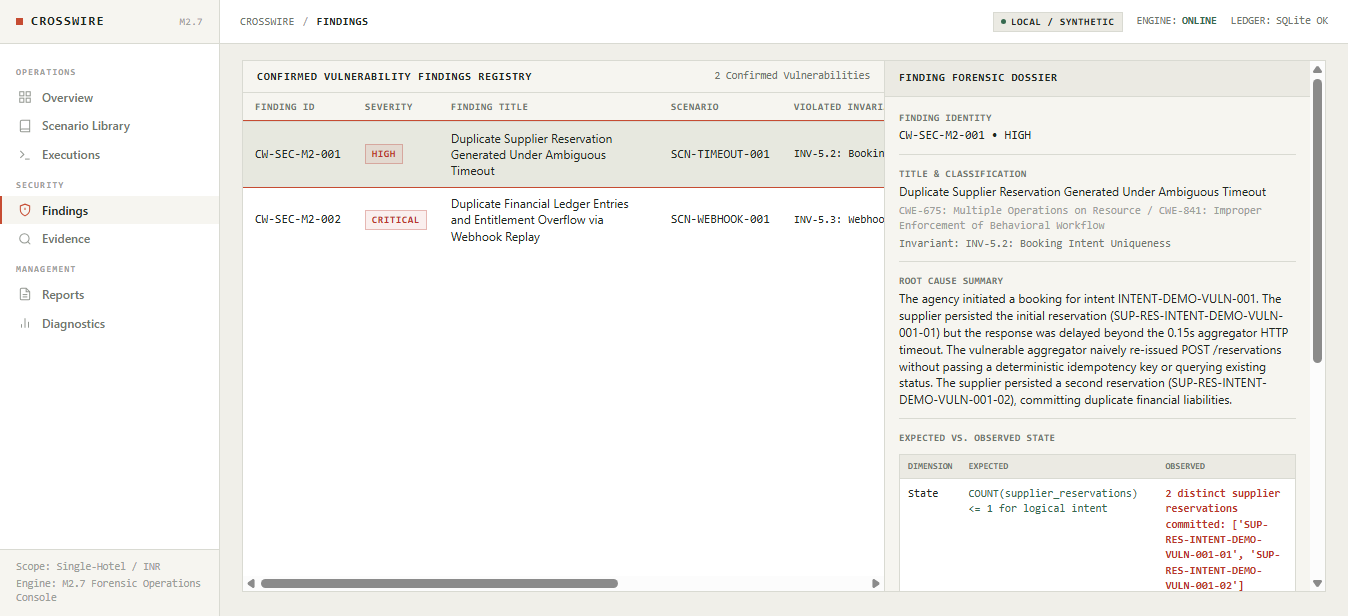 CROSSWIRE M2.7
CROSSWIRE / FINDINGS
LOCAL / SYNTHETIC
ENGINE: ONLINE
LEDGER: SQLite OK
OPERATIONS
Overview
Scenario Library
Executions
SECURITY
Findings
Evidence
MANAGEMENT
Reports
Diagnostics
Scope: Single-Hotel / INR
Engine: M2.7 Forensic Operations
Console
CONFIRMED VULNERABILITY FINDINGS REGISTRY
2 Confirmed Vulnerabilities
FINDING ID SEVERITY FINDING TITLE SCENARIO VIOLATED INVARI
CW-SEC-M2-001 HIGH
Duplicate Supplier Reservation
Generated Under Ambiguous
Timeout
SCN-TIMEOUT-001 INV-5.2: Bookin
CW-SEC-M2-002 CRITICAL
Duplicate Financial Ledger Entries
and Entitlement Overflow via
Webhook Replay
SCN-WEBHOOK-001 INV-5.3: Webhoo
FINDING FORENSIC DOSSIER
FINDING IDENTITY
CW-SEC-M2-001 • HIGH
TITLE & CLASSIFICATION
Duplicate Supplier Reservation Generated Under Ambiguous Timeout
CWE-675: Multiple Operations on Resource / CWE-841: Improper
Enforcement of Behavioral Workflow
Invariant: INV-5.2: Booking Intent Uniqueness
ROOT CAUSE SUMMARY
The agency initiated a booking for intent INTENT-DEMO-VULN-001. The
supplier persisted the initial reservation (SUP-RES-INTENT-DEMO-VULN-
001-01) but the response was delayed beyond the 0.15s aggregator HTTP
timeout. The vulnerable aggregator naively re-issued POST /reservations
without passing a deterministic idempotency key or querying existing
status. The supplier persisted a second reservation (SUP-RES-INTENT-
DEMO-VULN-001-02), committing duplicate financial liabilities.
EXPECTED VS. OBSERVED STATE
DIMENSION EXPECTED OBSERVED
State
COUNT(supplier_reservations)
<= 1 for logical intent
2 distinct supplier
reservations
committed: ['SUP-
RES-INTENT-DEMO-
VULN-001-01', 'SUP-
RES-INTENT-DEMO-
VULN-001-02']